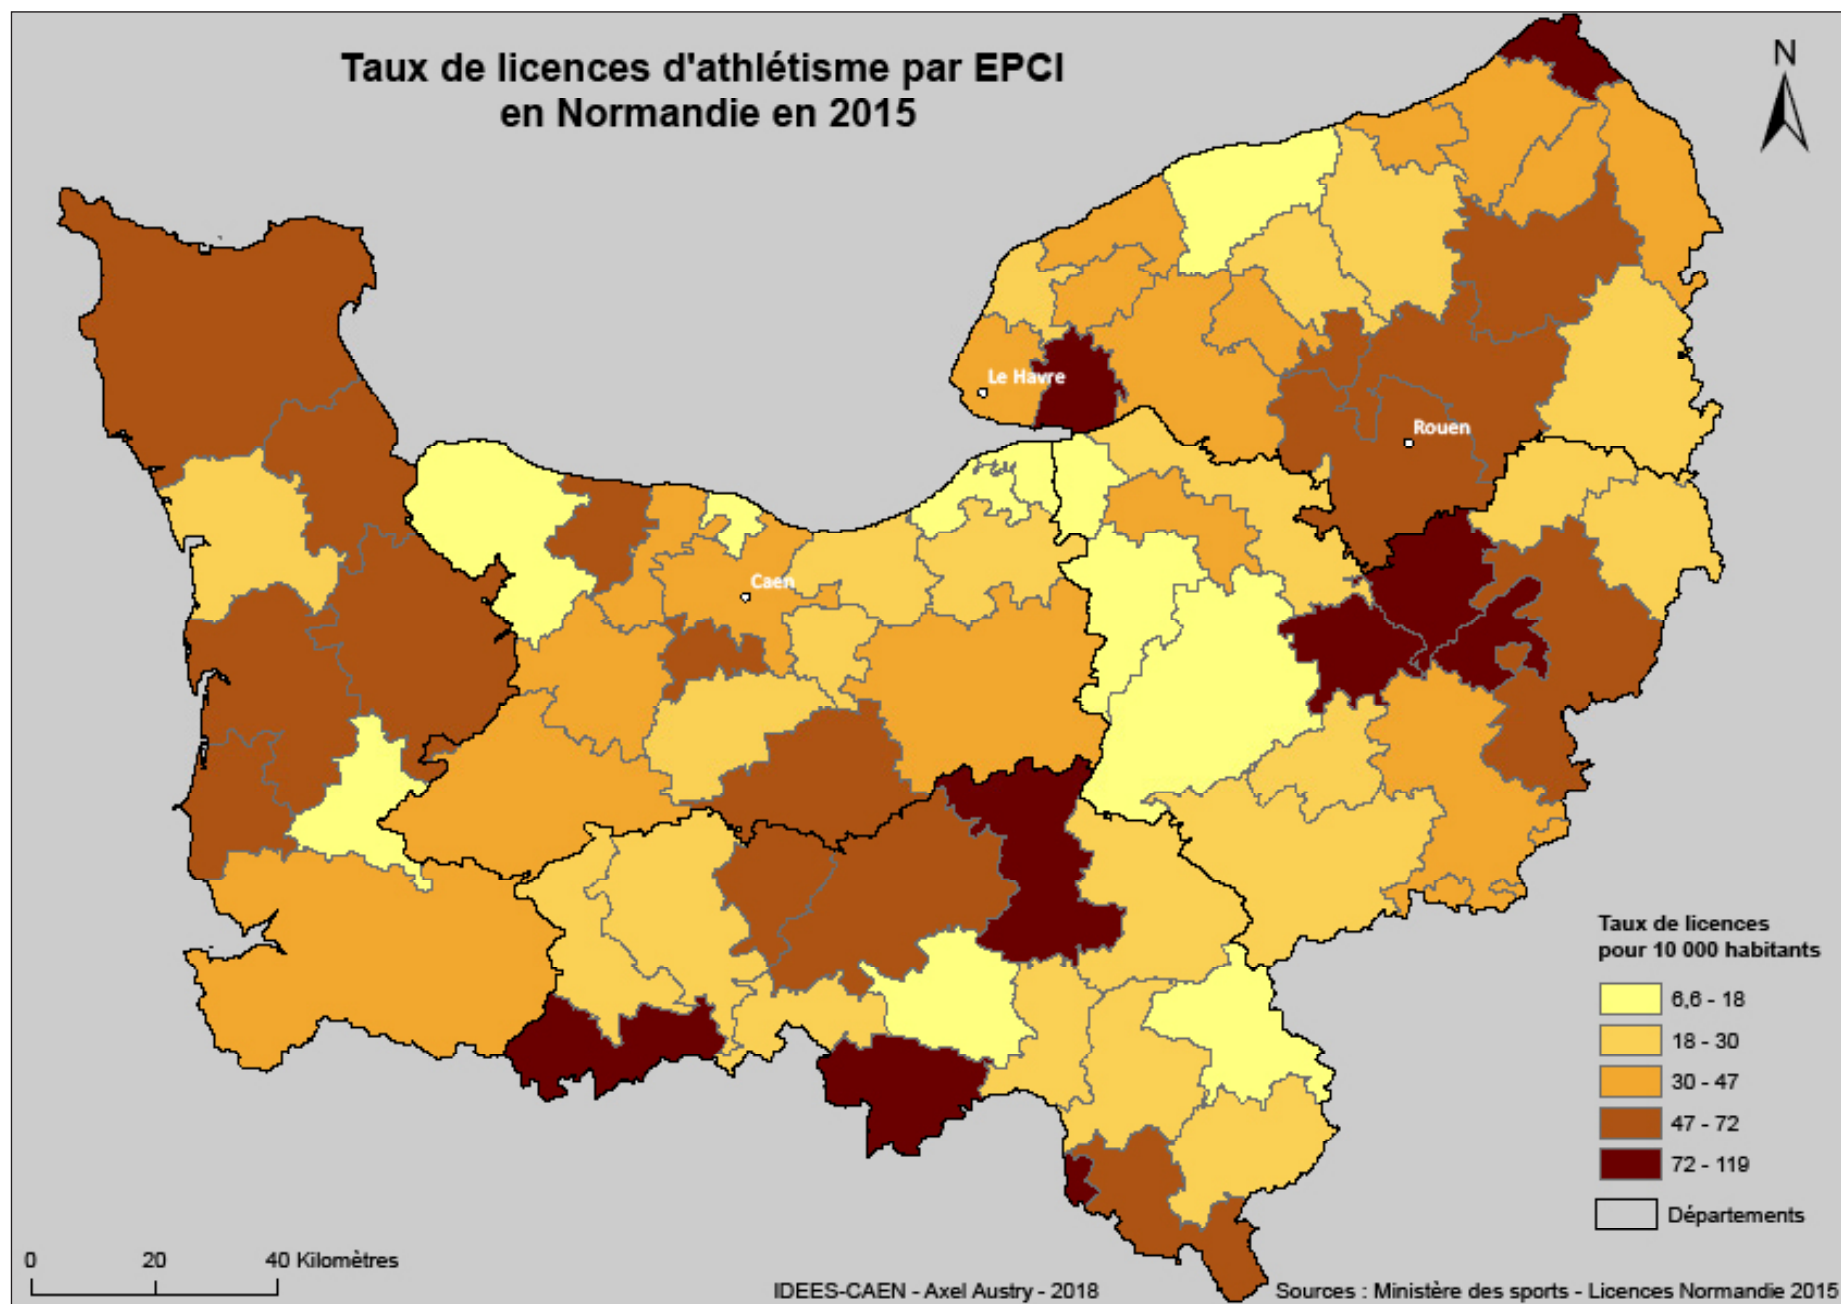 Taux de licences d'athlétisme par EPCI
en Normandie en 2015
N
Le Havre
Rouen
Caen
Taux de licences
pour 10 000 habitants
6,6 - 18
18 - 30
30 - 47
47 - 72
72 - 119
Départements
0 20 40 Kilomètres
IDEES-CAEN - Axel Austry - 2018
Sources : Ministère des sports - Licences Normandie 2015